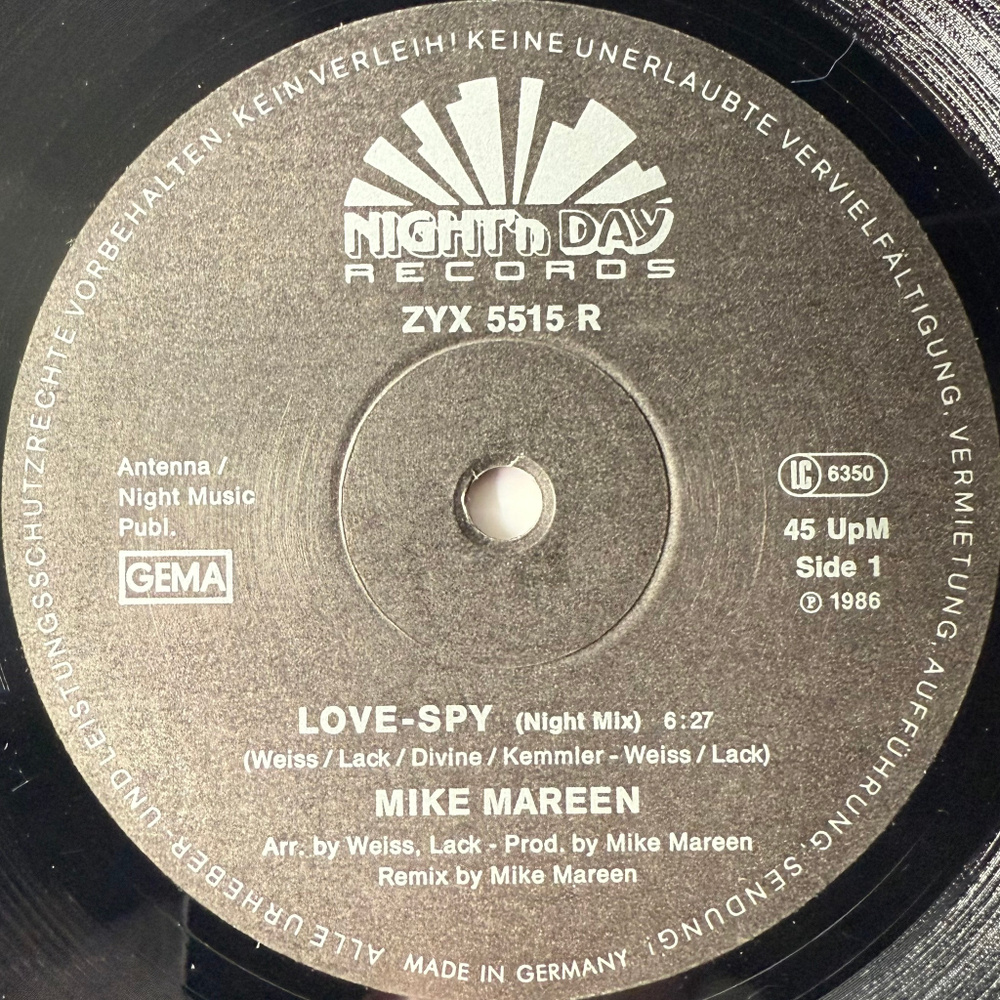 ALLE URHEBER- UND LEISTUNGSSCHUTZRECHTE VORBEHALTEN. KEIN VERLEIH! KEINE UNERLAUBTE VERVIELFÄLTIGUNG, VERMIETUNG, AUFFÜHRUNG, SENDUNG!
NIGHT'n DAY
RECORDS
ZYX 5515 R
Antenna /
Night Music
Publ.
GEMA
LC 6350
45 UpM
Side 1
Ⓟ 1986
LOVE-SPY (Night Mix) 6:27
(Weiss / Lack / Divine / Kemmler - Weiss / Lack)
MIKE MAREEN
Arr. by Weiss, Lack - Prod. by Mike Mareen
Remix by Mike Mareen
MADE IN GERMANY